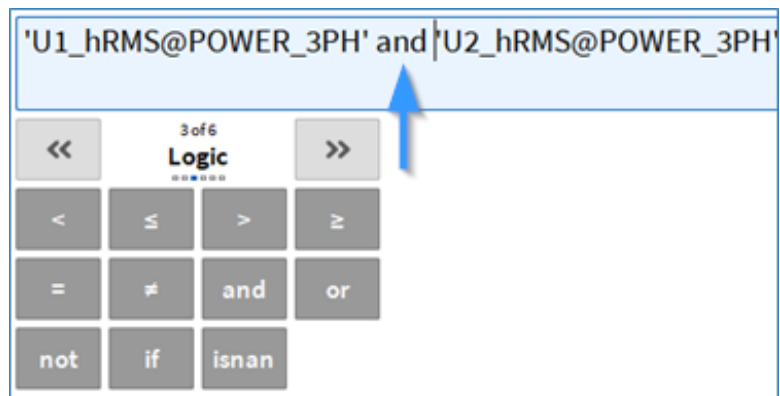 'U1_hRMS@POWER_3PH' and 'U2_hRMS@POWER_3PH'
«
3 of 6
Logic
»
< ≤ > ≥
= ≠ and or
not if isnan